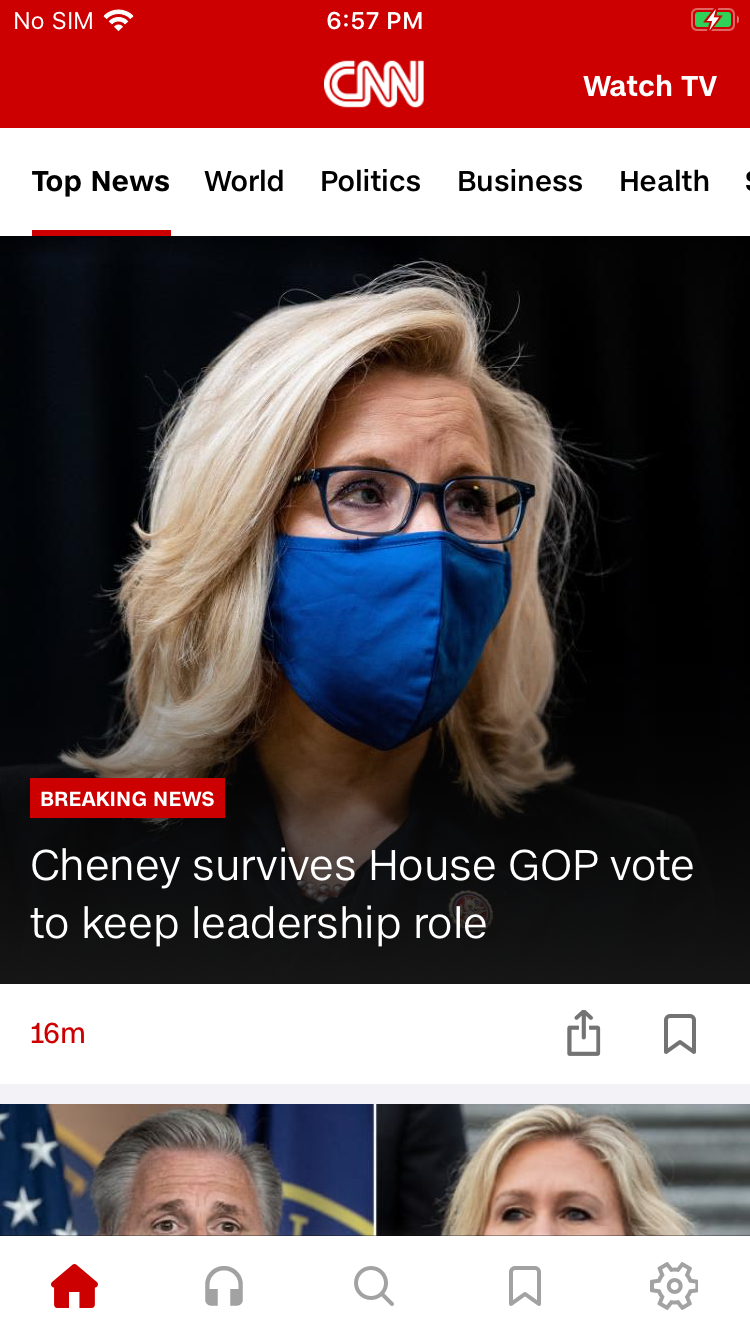 No SIM 6:57 PM
CNN Watch TV
Top News World Politics Business Health
BREAKING NEWS
Cheney survives House GOP vote
to keep leadership role
16m